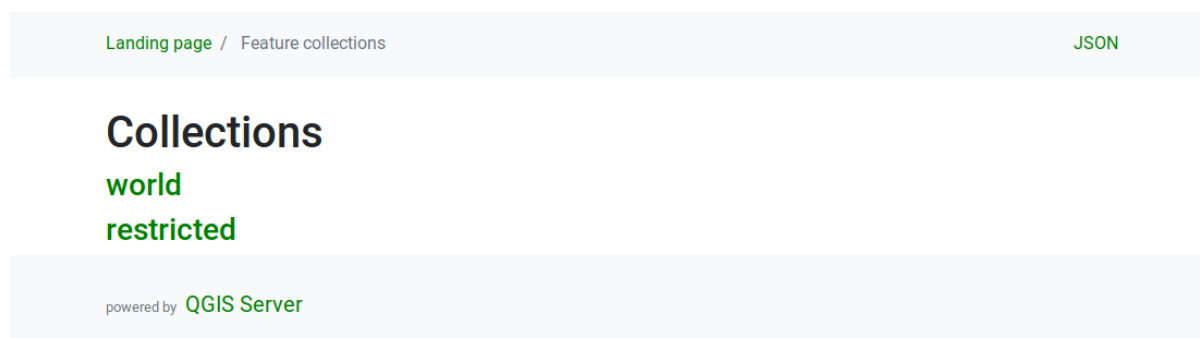 Landing page / Feature collections JSON
Collections
world
restricted
powered by QGIS Server